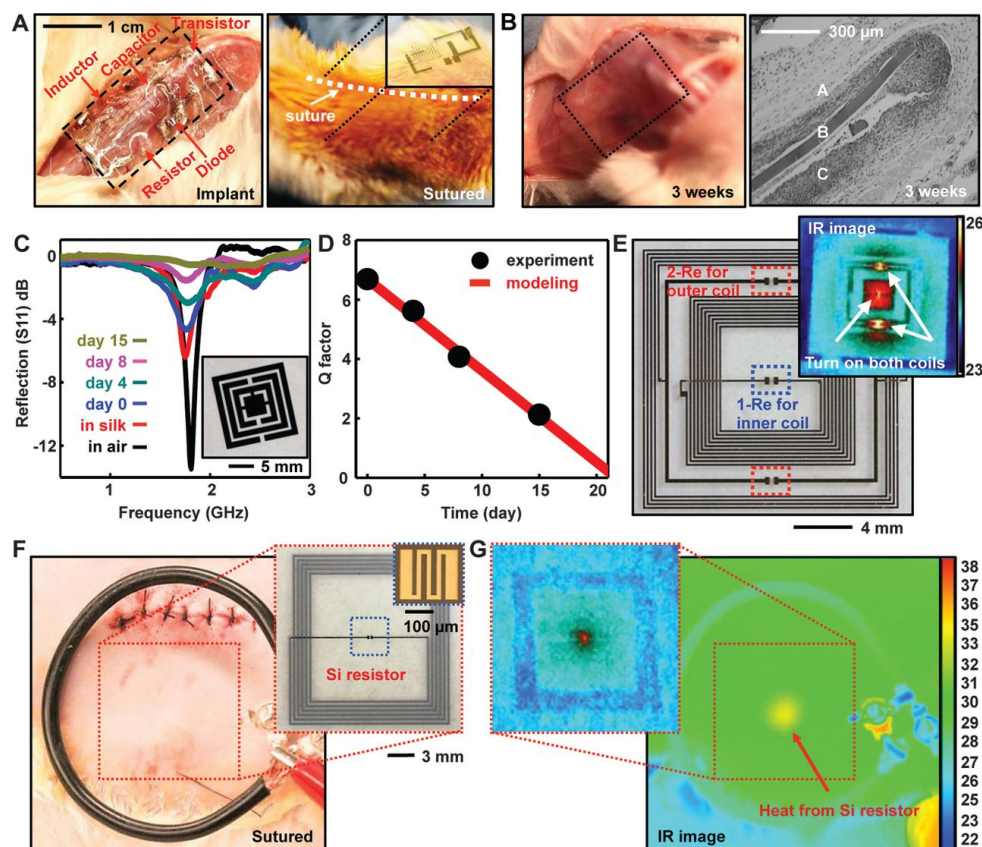 A
1 cm
Transistor
Capacitor
Inductor
Resistor
Diode
Implant
suture
Sutured
B
3 weeks
300 µm
A
B
C
3 weeks
C
Reflection (S11) dB
0
-4
-8
-12
day 15
day 8
day 4
day 0
in silk
in air
5 mm
1
2
3
Frequency (GHz)
D
Q factor
8
6
4
2
0
experiment
modeling
0
5
10
15
20
Time (day)
E
2-Re for
outer coil
1-Re for
inner coil
4 mm
IR image
Turn on both coils
26
23
F
Sutured
Si resistor
100 µm
3 mm
G
Heat from Si resistor
IR image
38
37
36
35
34
33
32
31
30
29
28
27
26
25
24
23
22